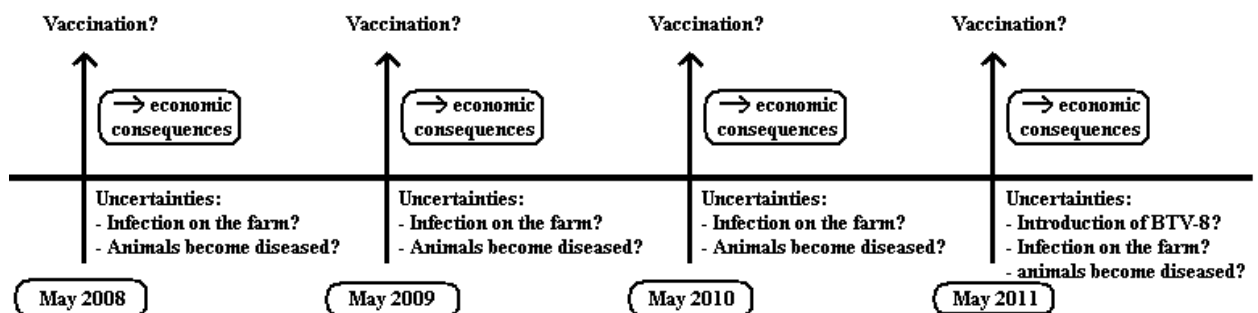 Vaccination?
Vaccination?
Vaccination?
Vaccination?
→ economic
consequences
→ economic
consequences
→ economic
consequences
→ economic
consequences
Uncertainties:
- Infection on the farm?
- Animals become diseased?
Uncertainties:
- Infection on the farm?
- Animals become diseased?
Uncertainties:
- Infection on the farm?
- Animals become diseased?
Uncertainties:
- Introduction of BTV-8?
- Infection on the farm?
- animals become diseased?
May 2008
May 2009
May 2010
May 2011